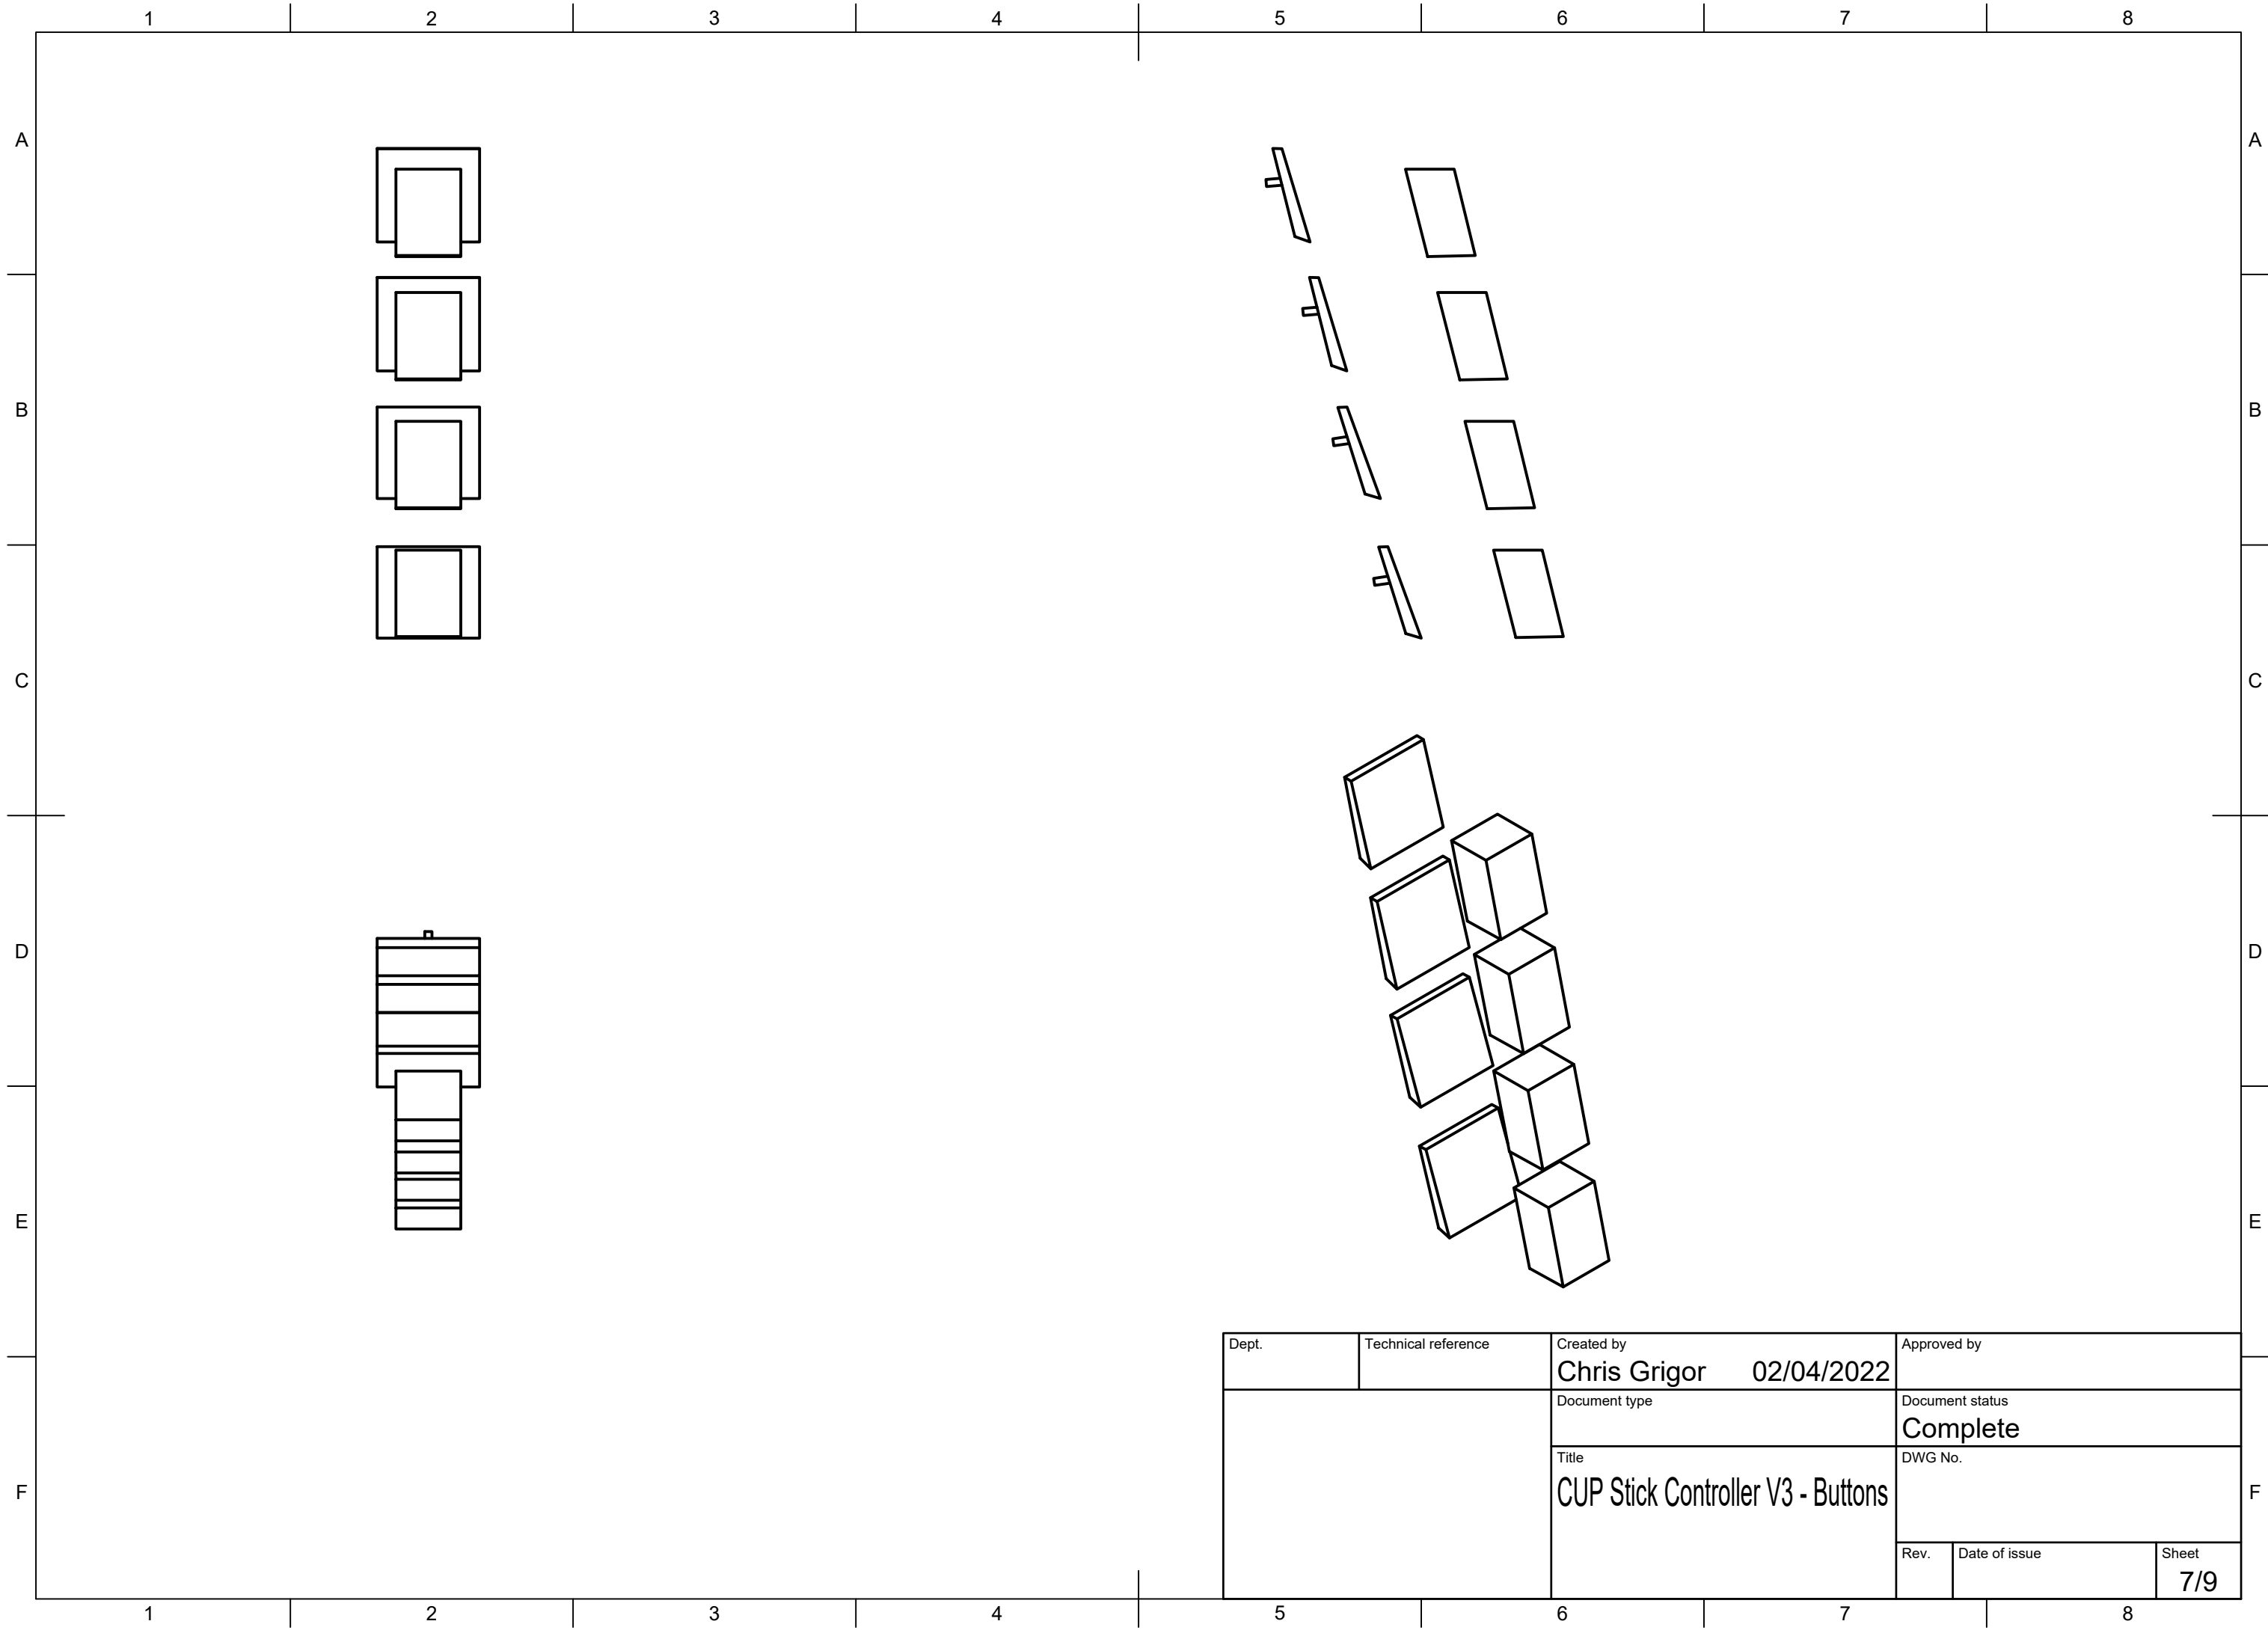 1 2 3 4 5 6 7 8
A A
B B
C C
D D
E E
Dept. Technical reference Created by Approved by
Chris Grigor 02/04/2022
Document type Document status
Complete
Title DWG No.
CUP Stick Controller V3 - Buttons
F F
Rev. Date of issue Sheet
7/9
1 2 3 4 5 6 7 8